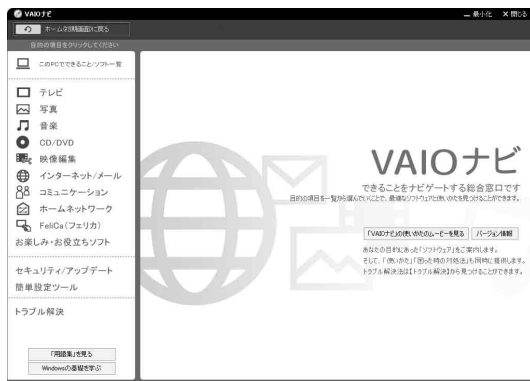 VAIOナビ
最小化 × 閉じる
ホーム(初期画面)に戻る
目的の項目をクリックしてください
このPCでできること/ソフト一覧
テレビ
写真
音楽
CD/DVD
映像編集
インターネット/メール
コミュニケーション
ホームネットワーク
FeliCa(フェリカ)
お楽しみ・お役立ちソフト
セキュリティ/アップデート
簡単設定ツール
トラブル解決
「用語集」を見る
Windowsの基礎を学ぶ
VAIOナビ
できることをナビゲートする総合窓口です
目的の項目を一覧から選んでいくことで、最適なソフトウェアと使いかたを見つけることができます。
「VAIOナビ」の使いかたのムービーを見る バージョン情報
あなたの目的にあった「ソフトウェア」をご案内します。
そして、「使いかた」「困った時の対処法」も同時に提供します。
トラブル解決法は【トラブル解決】から見つけることができます。